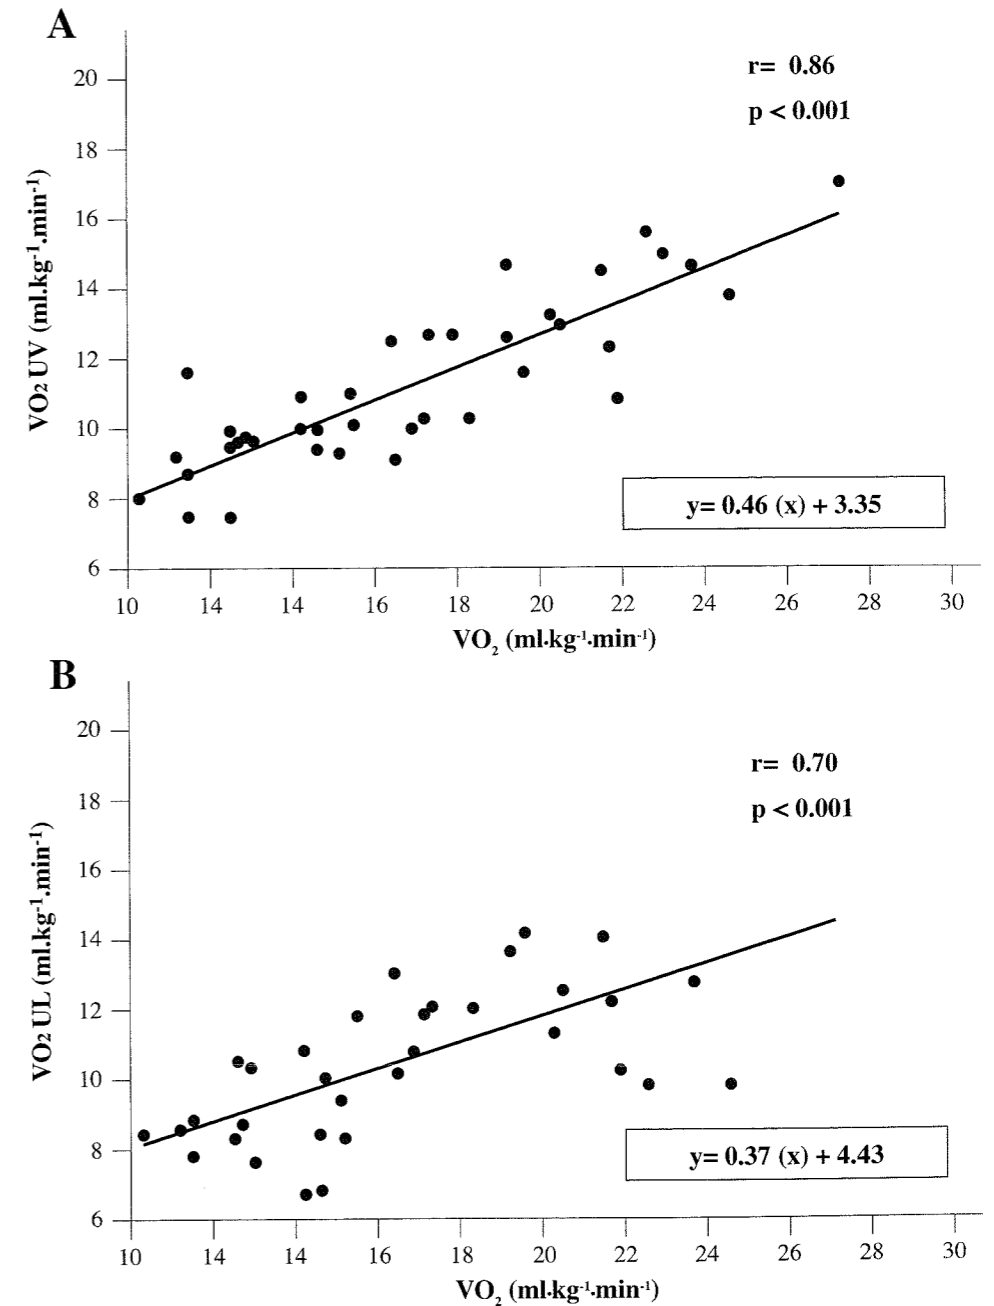 A
r= 0.86
p < 0.001
VO₂ UV (ml.kg⁻¹.min⁻¹)
20
18
16
14
12
10
8
6
y= 0.46 (x) + 3.35
10 14 14 16 18 20 22 24 26 28 30
VO₂ (ml·kg⁻¹·min⁻¹)
B
r= 0.70
p < 0.001
VO₂ UL (ml.kg⁻¹.min⁻¹)
20
18
16
14
12
10
8
6
y= 0.37 (x) + 4.43
10 14 14 16 18 20 22 24 26 28 30
VO₂ (ml·kg⁻¹·min⁻¹)